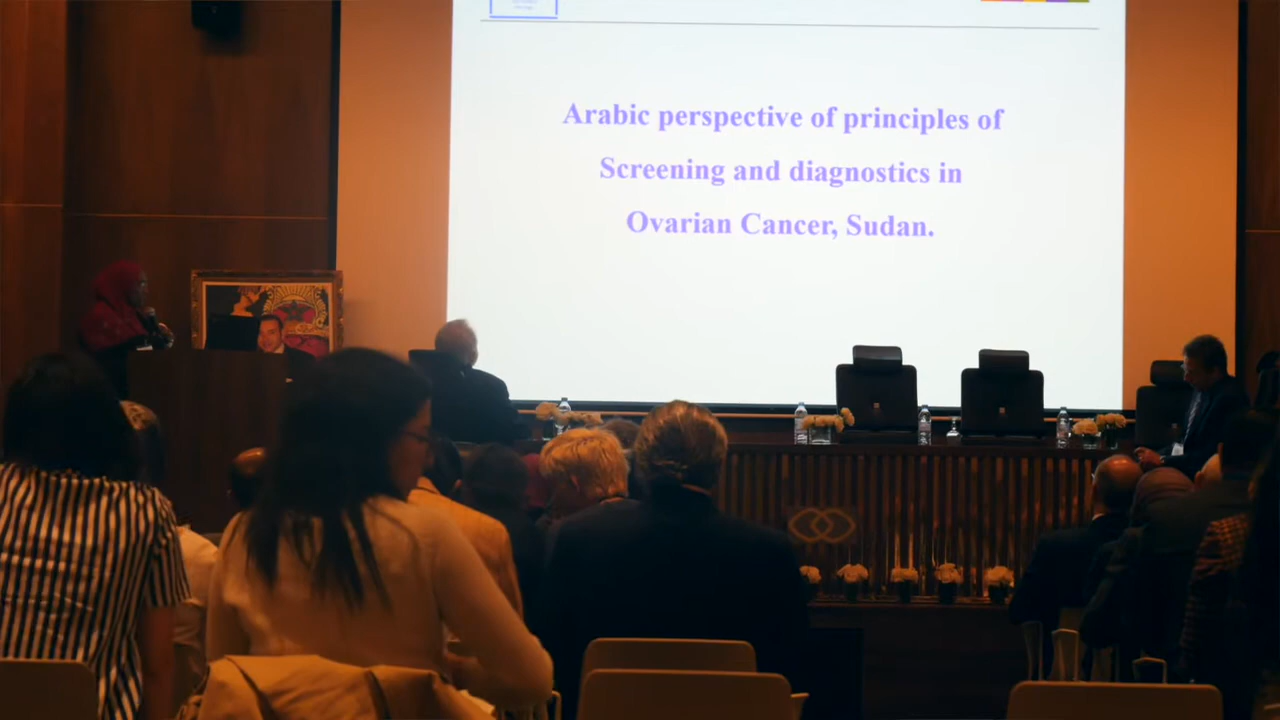 Arabic perspective of principles of
Screening and diagnostics in
Ovarian Cancer, Sudan.